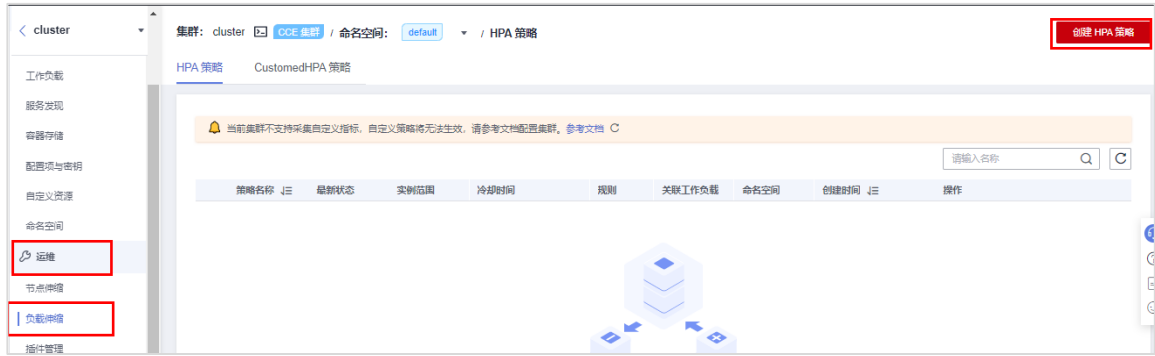 cluster
集群: cluster CCE 集群 / 命名空间: default / HPA 策略
创建 HPA 策略
HPA 策略 CustomedHPA 策略
工作负载
服务发现
容器存储
配置项与密钥
自定义资源
命名空间
运维
节点伸缩
负载伸缩
插件管理
当前集群不支持采集自定义指标，自定义策略将无法生效，请参考文档配置集群。参考文档
请输入名称
策略名称 最新状态 实例范围 冷却时间 规则 关联工作负载 命名空间 创建时间 操作